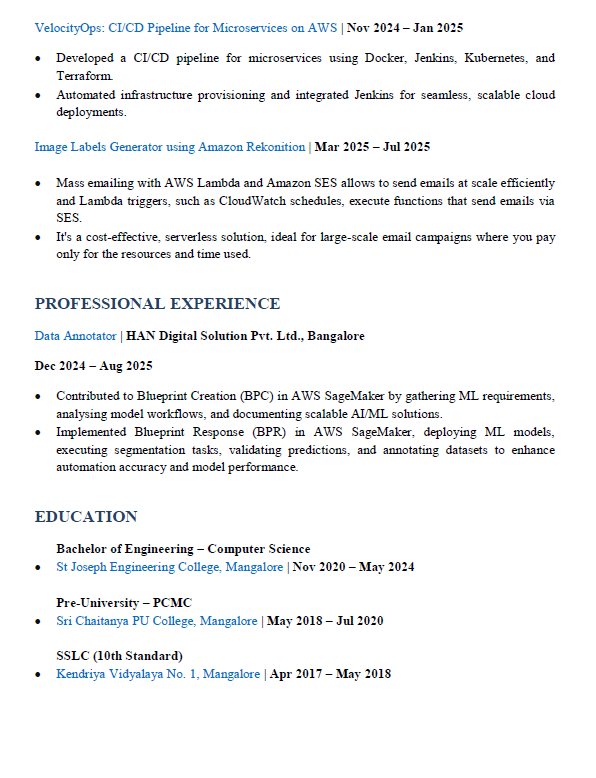 VelocityOps: CI/CD Pipeline for Microservices on AWS | Nov 2024 – Jan 2025
• Developed a CI/CD pipeline for microservices using Docker, Jenkins, Kubernetes, and
Terraform.
• Automated infrastructure provisioning and integrated Jenkins for seamless, scalable cloud
deployments.
Image Labels Generator using Amazon Rekonition | Mar 2025 – Jul 2025
• Mass emailing with AWS Lambda and Amazon SES allows to send emails at scale efficiently
and Lambda triggers, such as CloudWatch schedules, execute functions that send emails via
SES.
• It's a cost-effective, serverless solution, ideal for large-scale email campaigns where you pay
only for the resources and time used.
PROFESSIONAL EXPERIENCE
Data Annotator | HAN Digital Solution Pvt. Ltd., Bangalore
Dec 2024 – Aug 2025
• Contributed to Blueprint Creation (BPC) in AWS SageMaker by gathering ML requirements,
analysing model workflows, and documenting scalable AI/ML solutions.
• Implemented Blueprint Response (BPR) in AWS SageMaker, deploying ML models,
executing segmentation tasks, validating predictions, and annotating datasets to enhance
automation accuracy and model performance.
EDUCATION
Bachelor of Engineering – Computer Science
• St Joseph Engineering College, Mangalore | Nov 2020 – May 2024
Pre-University – PCMC
• Sri Chaitanya PU College, Mangalore | May 2018 – Jul 2020
SSLC (10th Standard)
• Kendriya Vidyalaya No. 1, Mangalore | Apr 2017 – May 2018